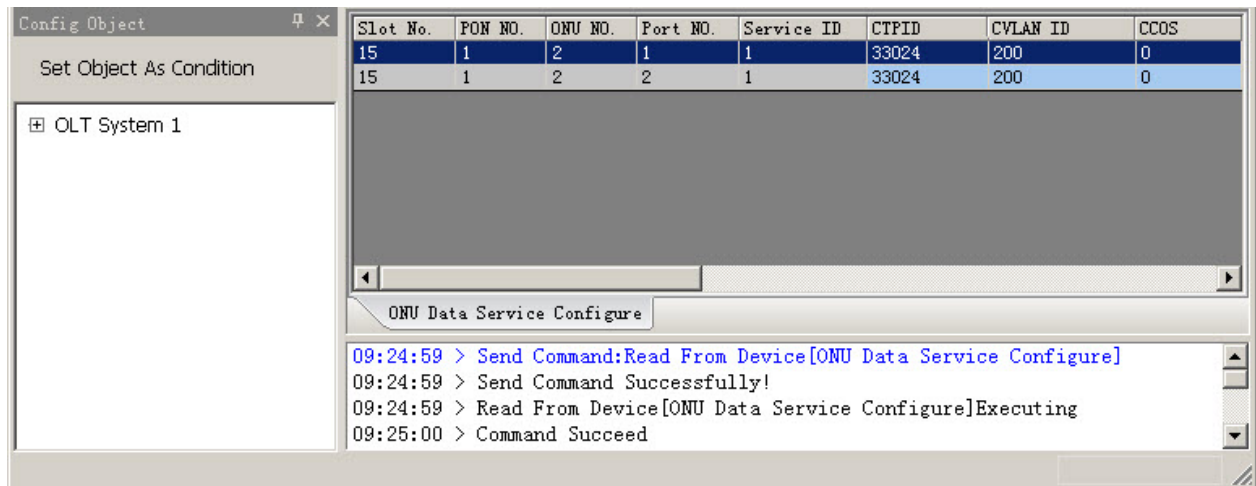 Config Object
Set Object As Condition
OLT System 1
Slot No. PON NO. ONU NO. Port NO. Service ID CTPID CVLAN ID CCOS
15 1 2 1 1 33024 200 0
15 1 2 2 1 33024 200 0
ONU Data Service Configure
09:24:59 > Send Command:Read From Device[ONU Data Service Configure]
09:24:59 > Send Command Successfully!
09:24:59 > Read From Device[ONU Data Service Configure]Executing
09:25:00 > Command Succeed